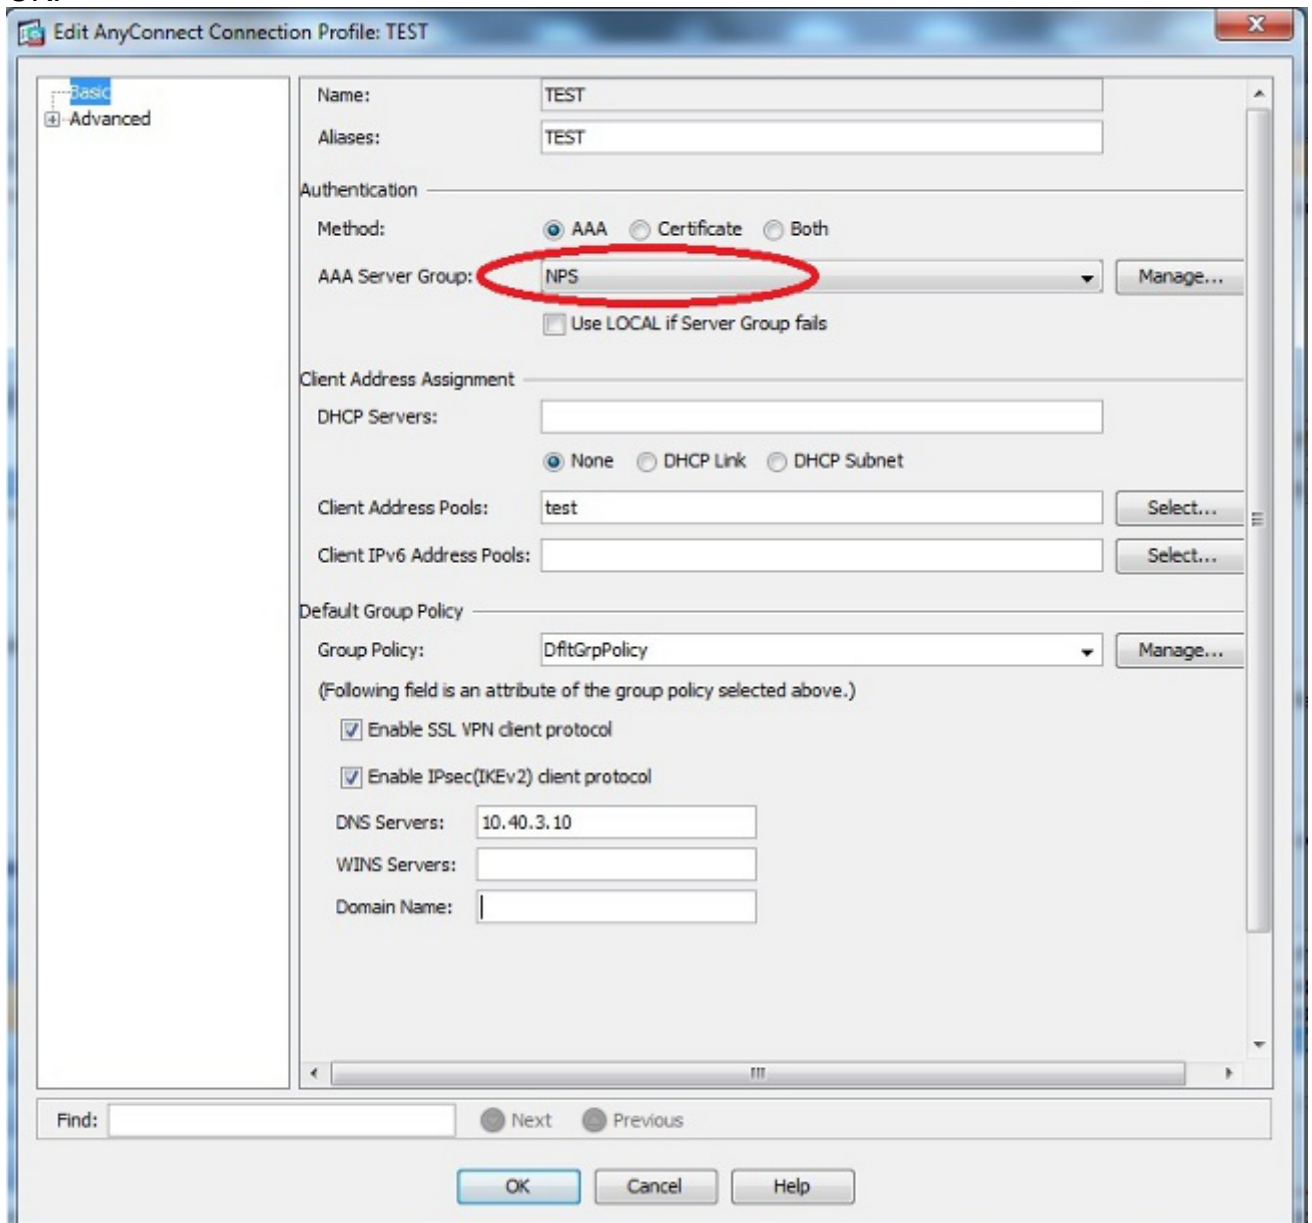 Edit AnyConnect Connection Profile: TEST
Basic
Advanced
Name: TEST
Aliases: TEST
Authentication
Method: AAA Certificate Both
AAA Server Group: NPS Manage...
Use LOCAL if Server Group fails
Client Address Assignment
DHCP Servers:
None DHCP Link DHCP Subnet
Client Address Pools: test Select...
Client IPv6 Address Pools: Select...
Default Group Policy
Group Policy: DfltGrpPolicy Manage...
(Following field is an attribute of the group policy selected above.)
Enable SSL VPN client protocol
Enable IPsec(IKEv2) client protocol
DNS Servers: 10.40.3.10
WINS Servers:
Domain Name:
Find: Next Previous
OK Cancel Help